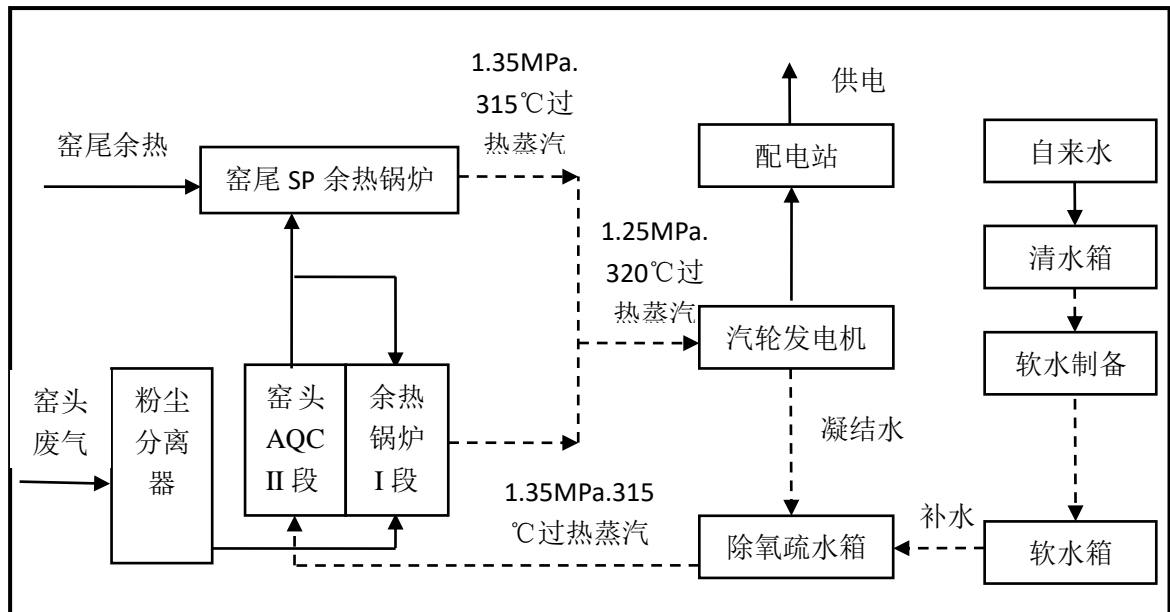 1.35MPa.
315℃过
热蒸汽
供电
窑尾余热
窑尾 SP 余热锅炉
配电站
自来水
1.25MPa.
320℃过
热蒸汽
清水箱
汽轮发电机
软水制备
窑头
废气
粉尘
分离
器
窑 头
AQC
II 段
余热
锅炉
I 段
凝结水
1.35MPa.315
℃过热蒸汽
除氧疏水箱
补水
软水箱